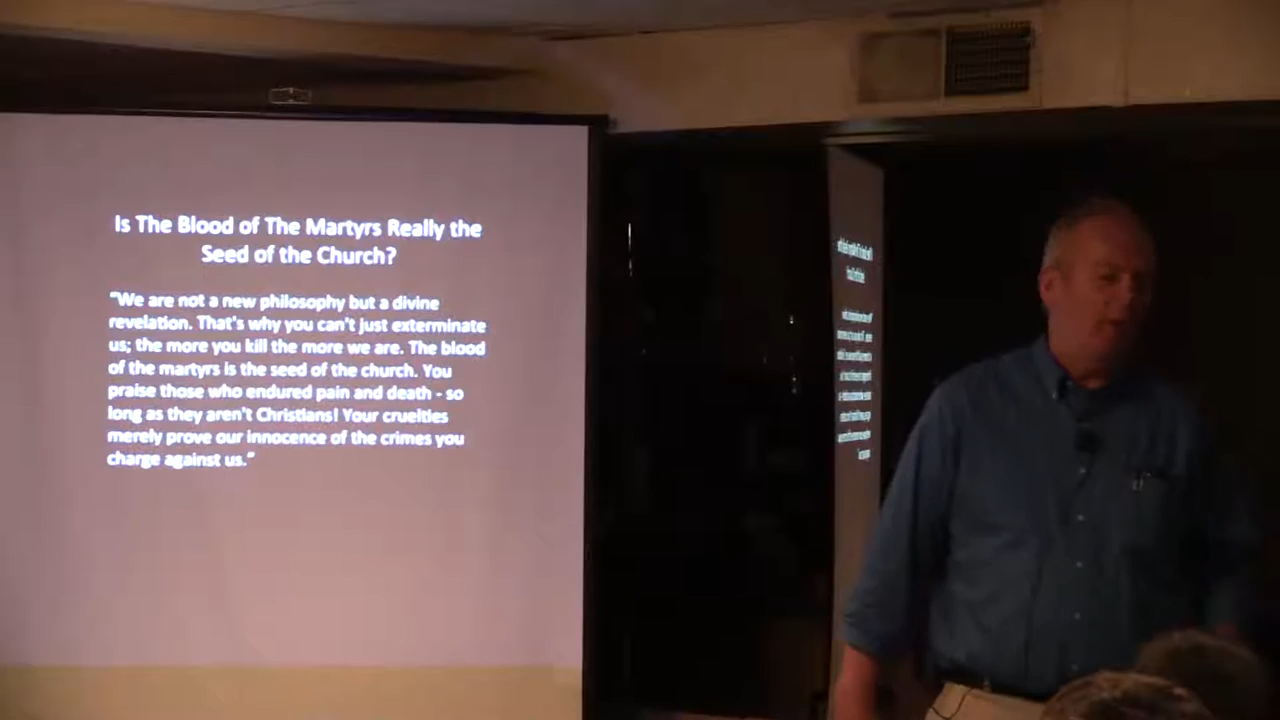 Is The Blood of The Martyrs Really the
Seed of the Church?
"We are not a new philosophy but a divine
revelation. That's why you can't just exterminate
us; the more you kill the more we are. The blood
of the martyrs is the seed of the church. You
praise those who endured pain and death - so
long as they aren't Christians! Your cruelties
merely prove our innocence of the crimes you
charge against us."